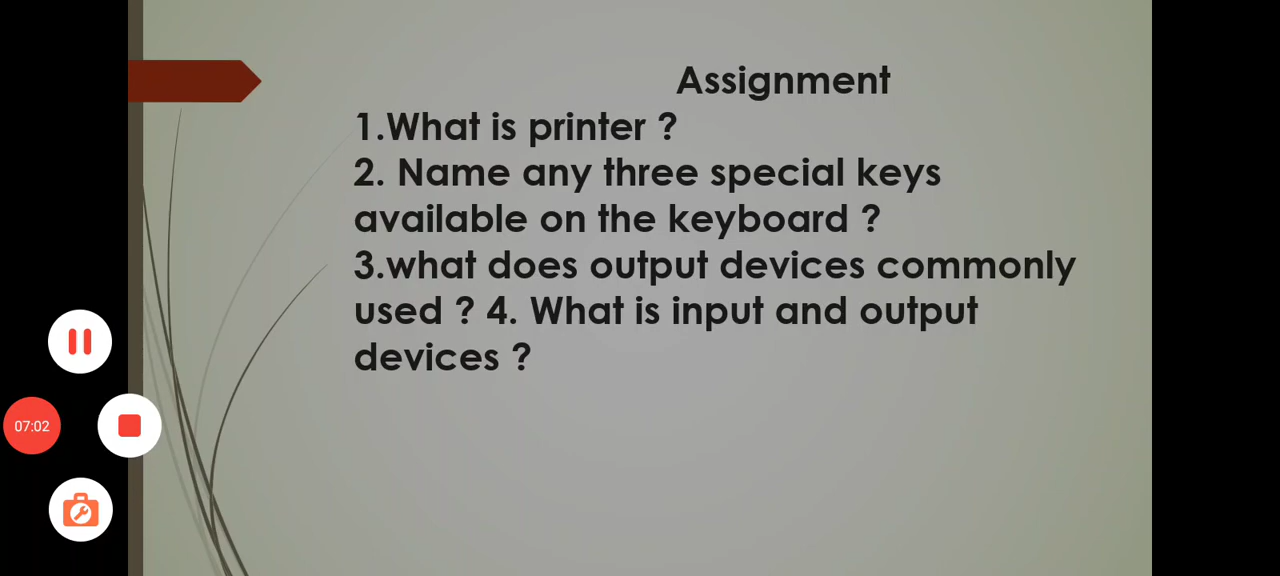 Assignment
1.What is printer ?
2. Name any three special keys
available on the keyboard ?
3.what does output devices commonly
used ? 4. What is input and output
devices ?
07:02